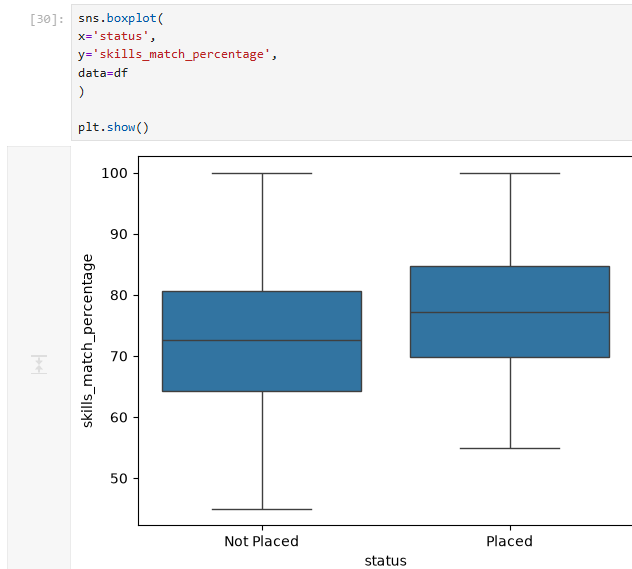 [30]:
sns.boxplot(
x='status',
y='skills_match_percentage',
data=df
)
plt.show()
100
90
80
70
60
50
skills_match_percentage
Not Placed
Placed
status